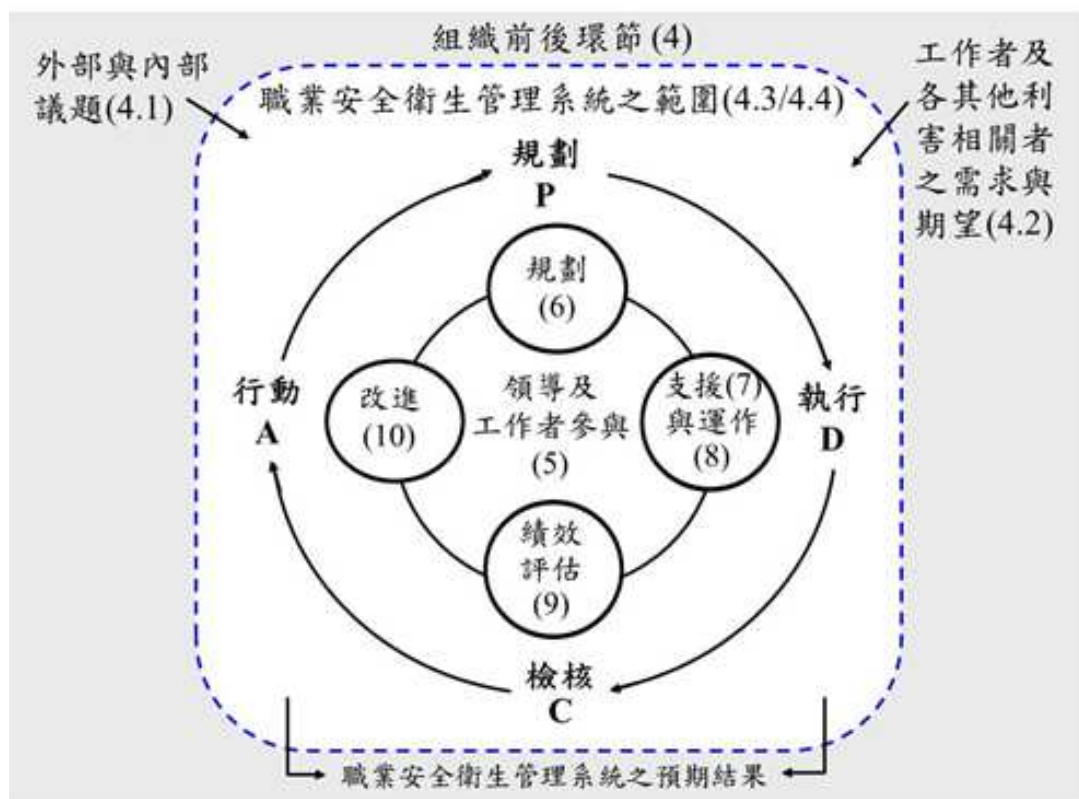 組織前後環節(4)
外部與內部
議題(4.1)
工作者及
各其他利
害相關者
之需求與
期望(4.2)
職業安全衛生管理系統之範圍(4.3/4.4)
規劃
P
規劃
(6)
行動
A
改進
(10)
領導及
工作者參與
(5)
支援(7)
與運作
(8)
執行
D
績效
評估
(9)
檢核
C
職業安全衛生管理系統之預期結果